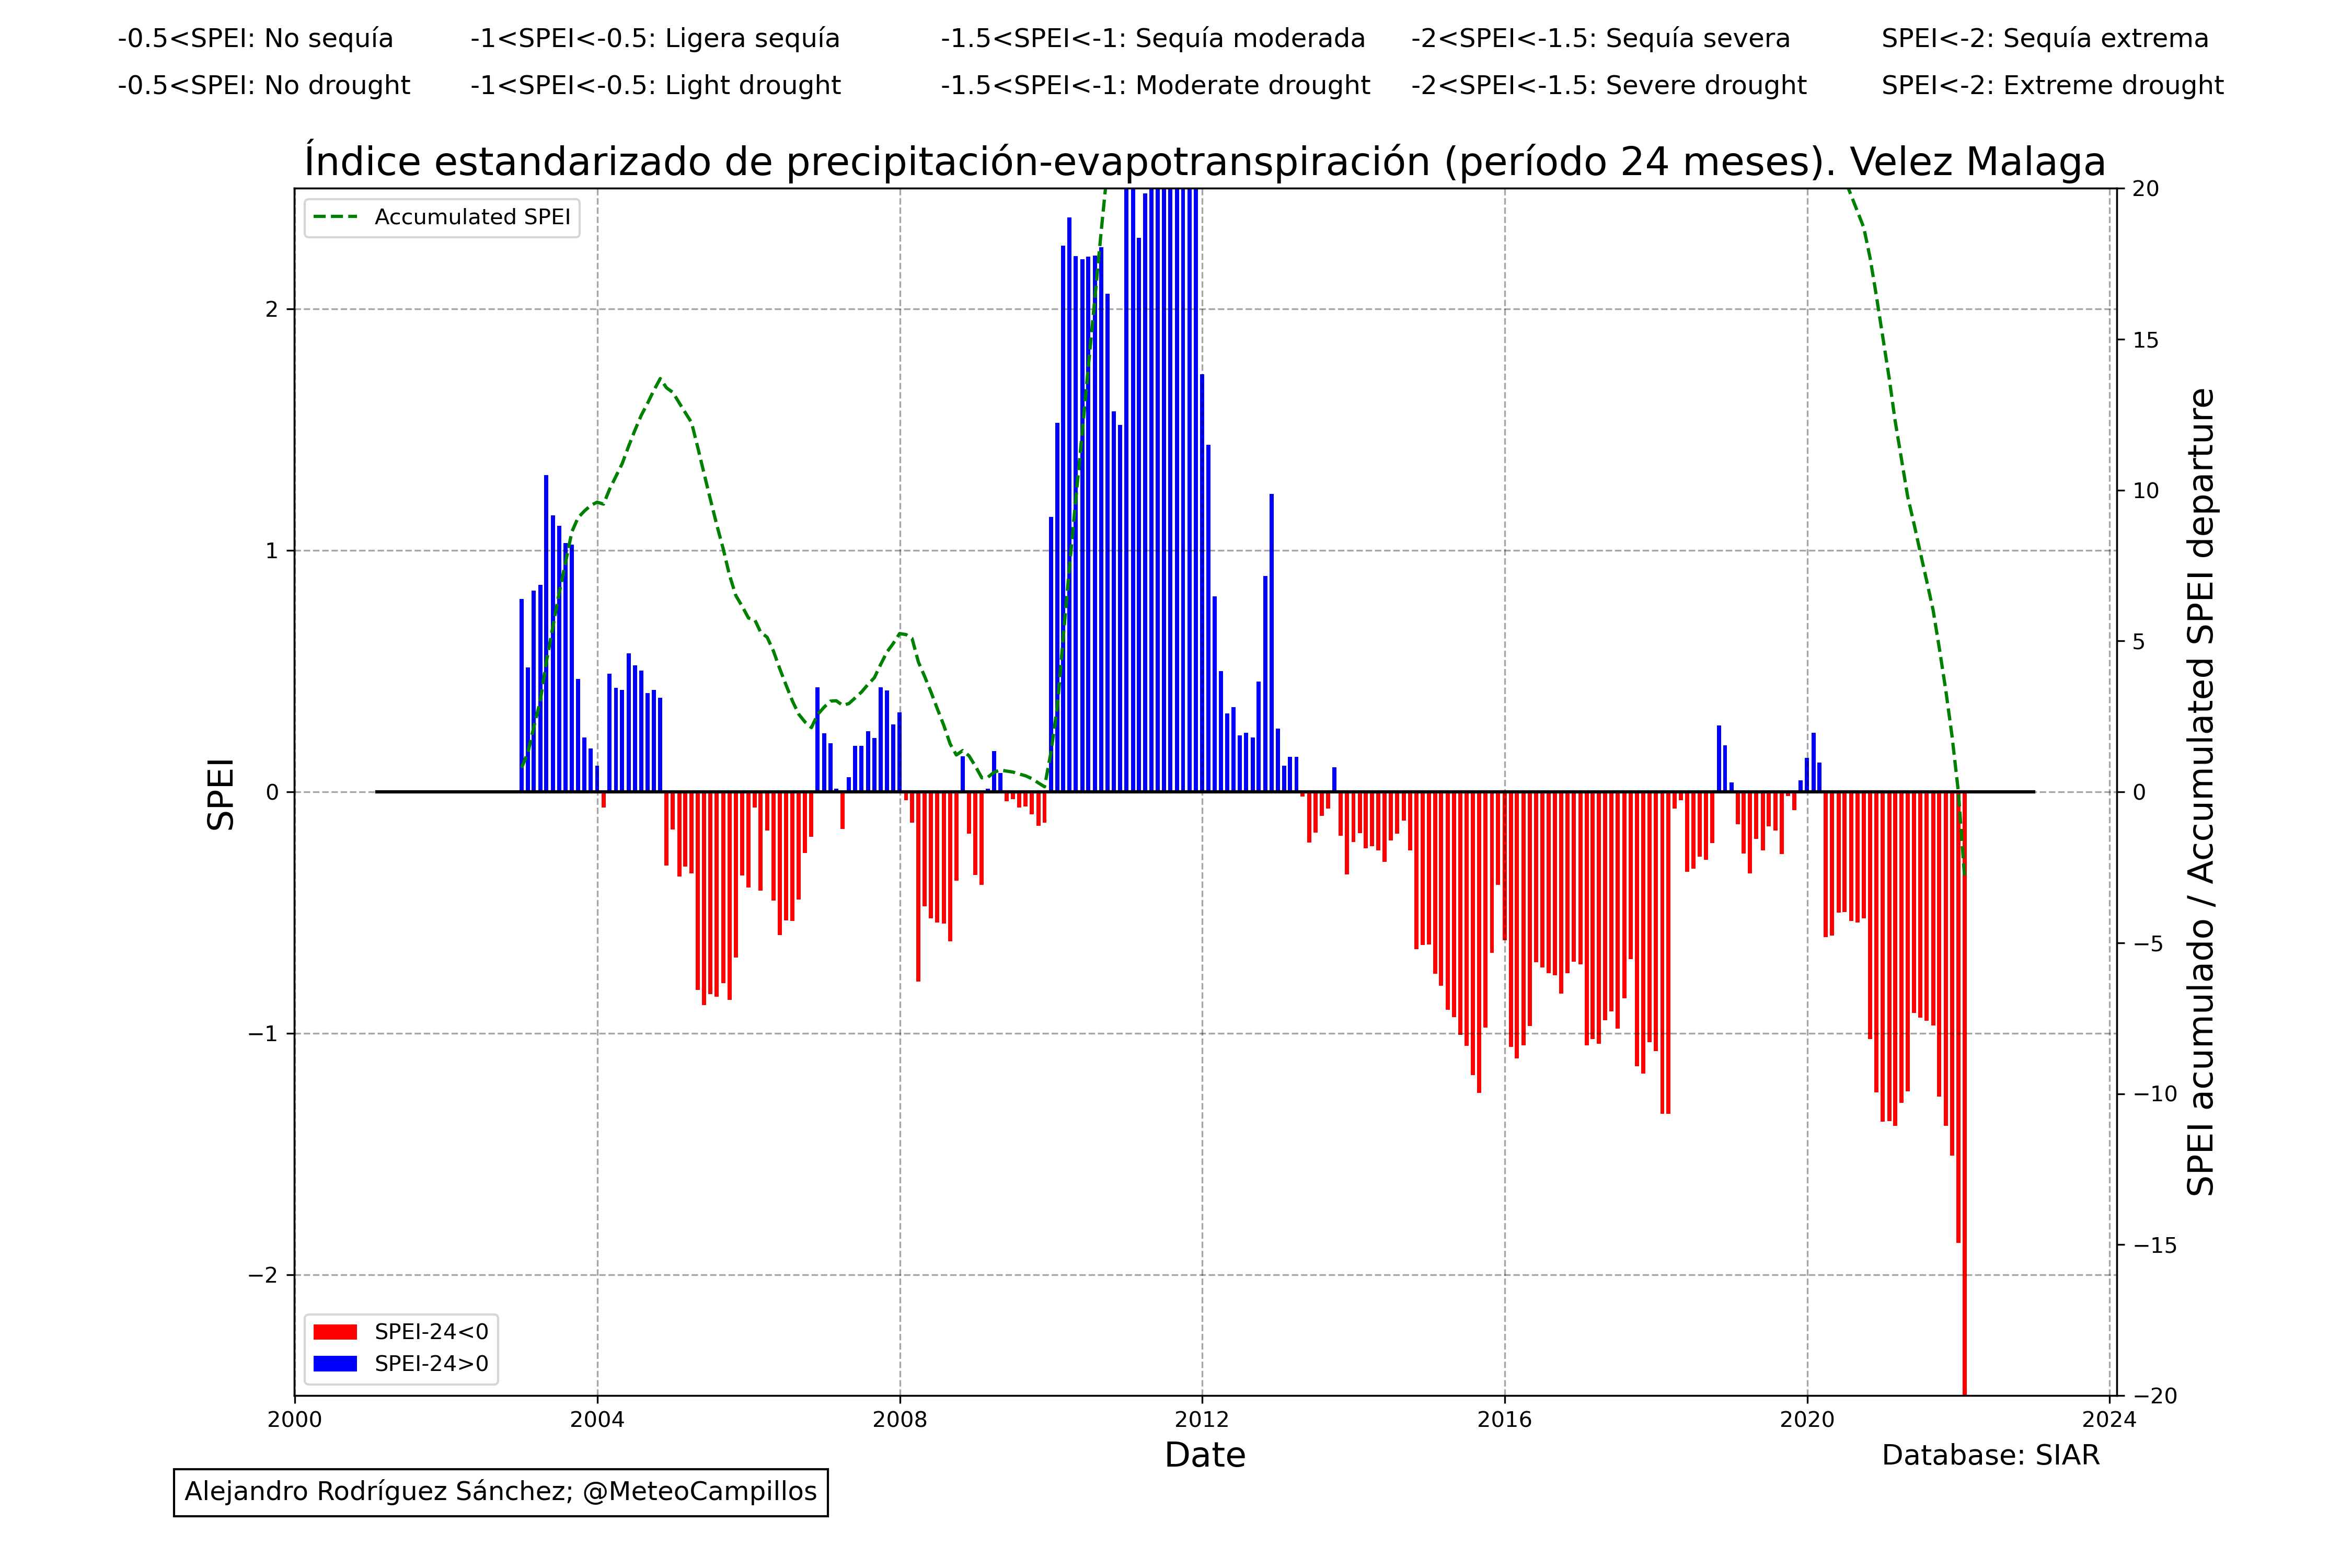 -0.5<SPEI: No sequía -1<SPEI<-0.5: Ligera sequía -1.5<SPEI<-1: Sequía moderada -2<SPEI<-1.5: Sequía severa SPEI<-2: Sequía extrema
-0.5<SPEI: No drought -1<SPEI<-0.5: Light drought -1.5<SPEI<-1: Moderate drought -2<SPEI<-1.5: Severe drought SPEI<-2: Extreme drought
Índice estandarizado de precipitación-evapotranspiración (período 24 meses). Velez Malaga
Accumulated SPEI
SPEI
2
1
0
−1
−2
20
15
10
5
0
−5
−10
−15
−20
SPEI acumulado / Accumulated SPEI departure
SPEI-24<0
SPEI-24>0
2000 2004 2008 2012 2016 2020 2024
Date
Database: SIAR
Alejandro Rodríguez Sánchez; @MeteoCampillos